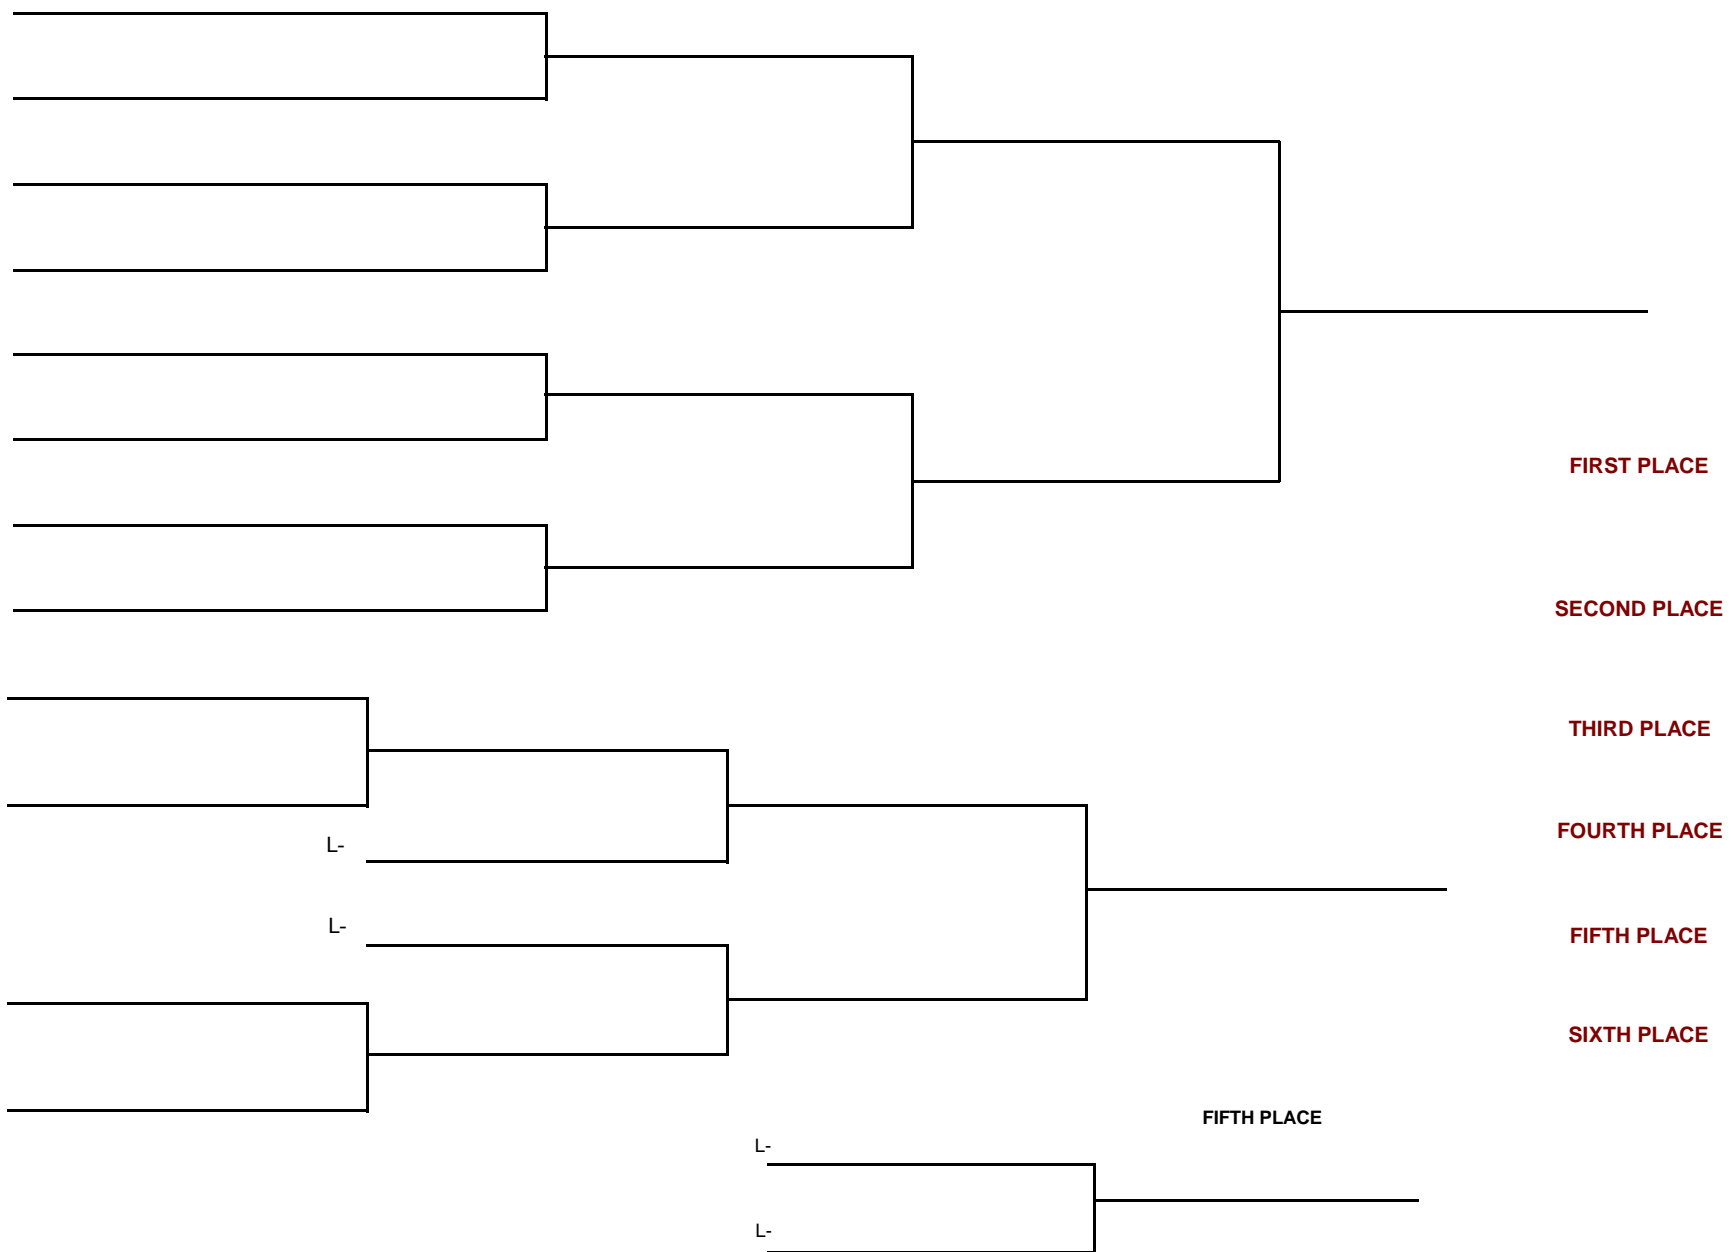 FIRST PLACE
SECOND PLACE
THIRD PLACE
FOURTH PLACE
L-
L-
FIFTH PLACE
SIXTH PLACE
FIFTH PLACE
L-
L-